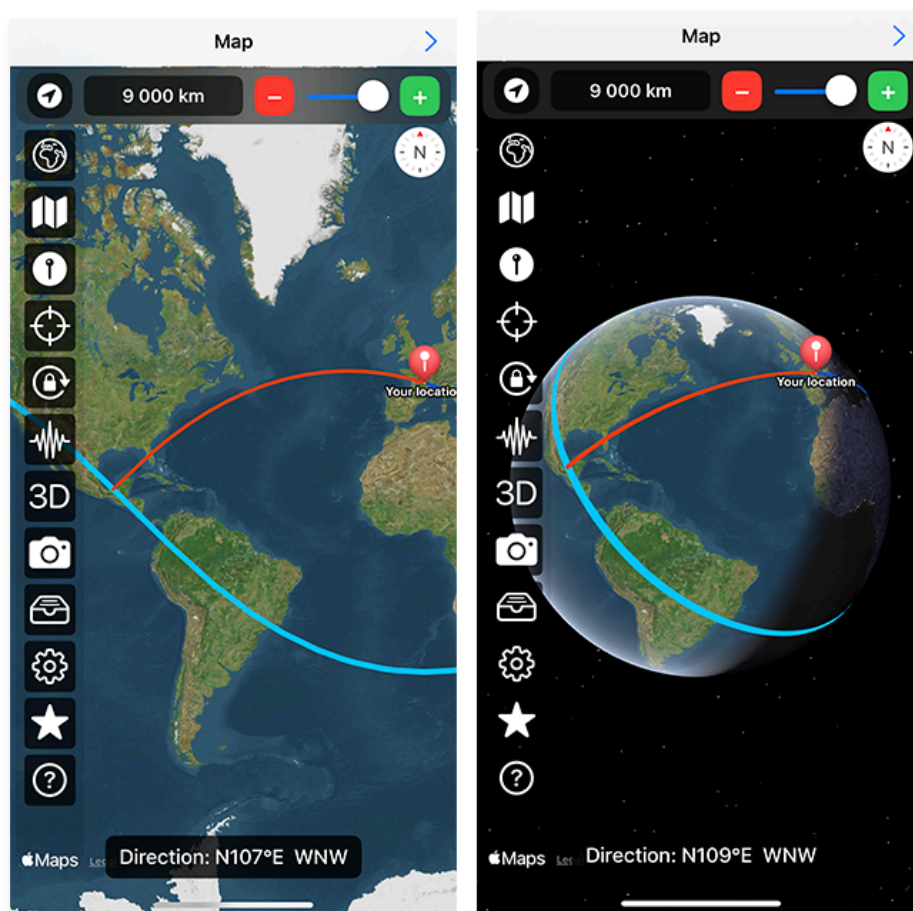 Map
9 000 km
N
Your locatio
3D
Maps
Direction: N107°E WNW
Map
9 000 km
N
Your location
3D
Maps
Direction: N109°E WNW